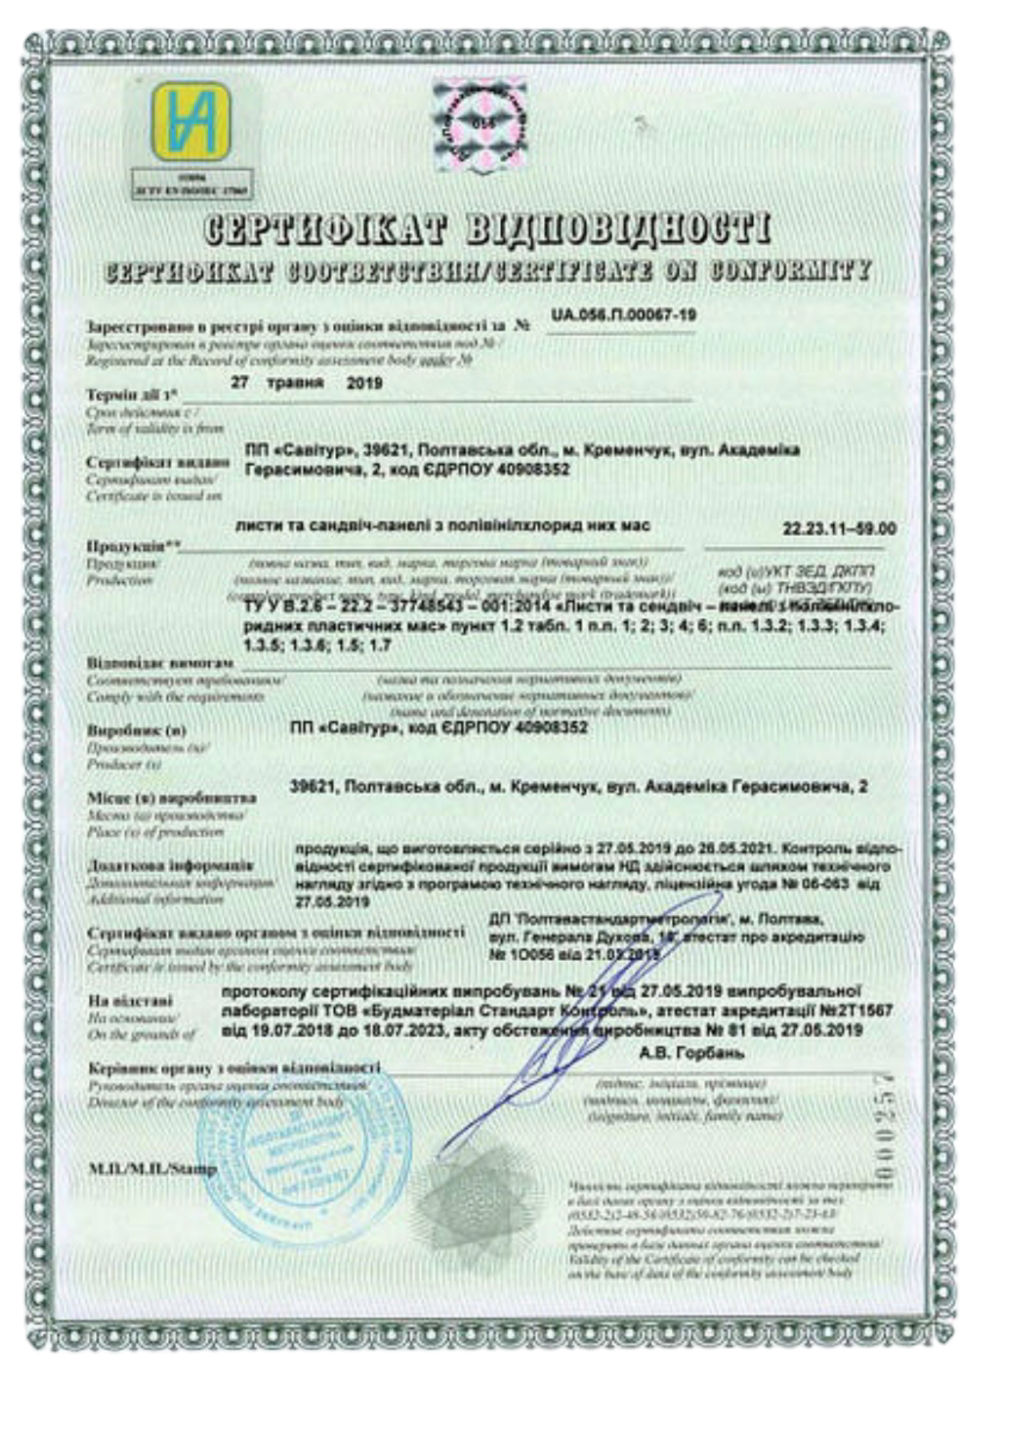 ДСТУ EN ISO/IEC 17065
056
СЕРТИФІКАТ ВІДПОВІДНОСТІ
СЕРТИФИКАТ СООТВЕТСТВИЯ/CERTIFICATE ON CONFORMITY
UA.056.П.00067-19
Зареєстровано в реєстрі органу з оцінки відповідності за №
Зарегистрирован в реестре органа оценки соответствия под № /
Registered at the Record of conformity assessment body under №
27 травня 2019
Термін дії з*
Срок действия с /
Term of validity is from
ПП «Савітур», 39621, Полтавська обл., м. Кременчук, вул. Академіка
Сертифікат видано
Герасимовича, 2, код ЄДРПОУ 40908352
Сертификат выдан/
Certificate is issued on
листи та сандвіч-панелі з полівінілхлорид них мас 22.23.11–59.00
Продукція**
Продукция/
(повна назва, тип, вид, марка, торгова марка (товарний знак))
код (и)УКТ ЗЕД, ДКПП
Production
(полное название, тип, вид, марка, торговая марка (товарный знак))/
(код (ы) ТНВЭД/ГКПУ)
(complete product name, type, kind, model, merchandise mark (trademark))
ТУ У В.2.6 – 22.2 – 37748543 – 001:2014 «Листи та сендвіч – панелі з полівінілхло-
ридних пластичних мас» пункт 1.2 табл. 1 п.п. 1; 2; 3; 4; 6; п.п. 1.3.2; 1.3.3; 1.3.4;
1.3.5; 1.3.6; 1.5; 1.7
Відповідає вимогам
Соответствует требованиям/
(назва та позначення нормативних документів)
Comply with the requirements
(название и обозначение нормативных документов)/
(name and denotation of normative documents)
ПП «Савітур», код ЄДРПОУ 40908352
Виробник (и)
Производитель (и)/
Producer (s)
39621, Полтавська обл., м. Кременчук, вул. Академіка Герасимовича, 2
Місце (я) виробництва
Место (а) производства/
Place (s) of production
продукція, що виготовляється серійно з 27.05.2019 до 26.05.2021. Контроль відпо-
Додаткова інформація
відності сертифікованої продукції вимогам НД здійснюється шляхом технічного
Дополнительная информация/
нагляду згідно з програмою технічного нагляду, ліцензійна угода № 06-063 від
Additional information
27.05.2019
ДП "Полтавастандартметрологія", м. Полтава,
Сертифікат видано органом з оцінки відповідності
вул. Генерала Духова, 16, атестат про акредитацію
Сертификат выдан органом оценки соответствия/
№ 1О056 від 21.03.2019
Certificate is issued by the conformity assessment body
протоколу сертифікаційних випробувань № 21 від 27.05.2019 випробувальної
На підставі
лабораторії ТОВ «Будматеріал Стандарт Контроль», атестат акредитації №2Т1567
На основании/
від 19.07.2018 до 18.07.2023, акту обстеження виробництва № 81 від 27.05.2019
On the grounds of
А.В. Горбань
Керівник органу з оцінки відповідності
Руководитель органа оценки соответствия/
(підпис, ініціали, прізвище)
Director of the conformity assessment body
(подпись, инициалы, фамилия)/
(signature, initials, family name)
000257
М.П./М.П./Stamp
Чинність сертифіката відповідності можна перевірити
в базі даних органу з оцінки відповідності за тел.
Действие сертификата соответствия можно
проверить в базе данных органа оценки соответствия/
Validity of the Certificate of conformity can be checked
on the base of data of the conformity assessment body